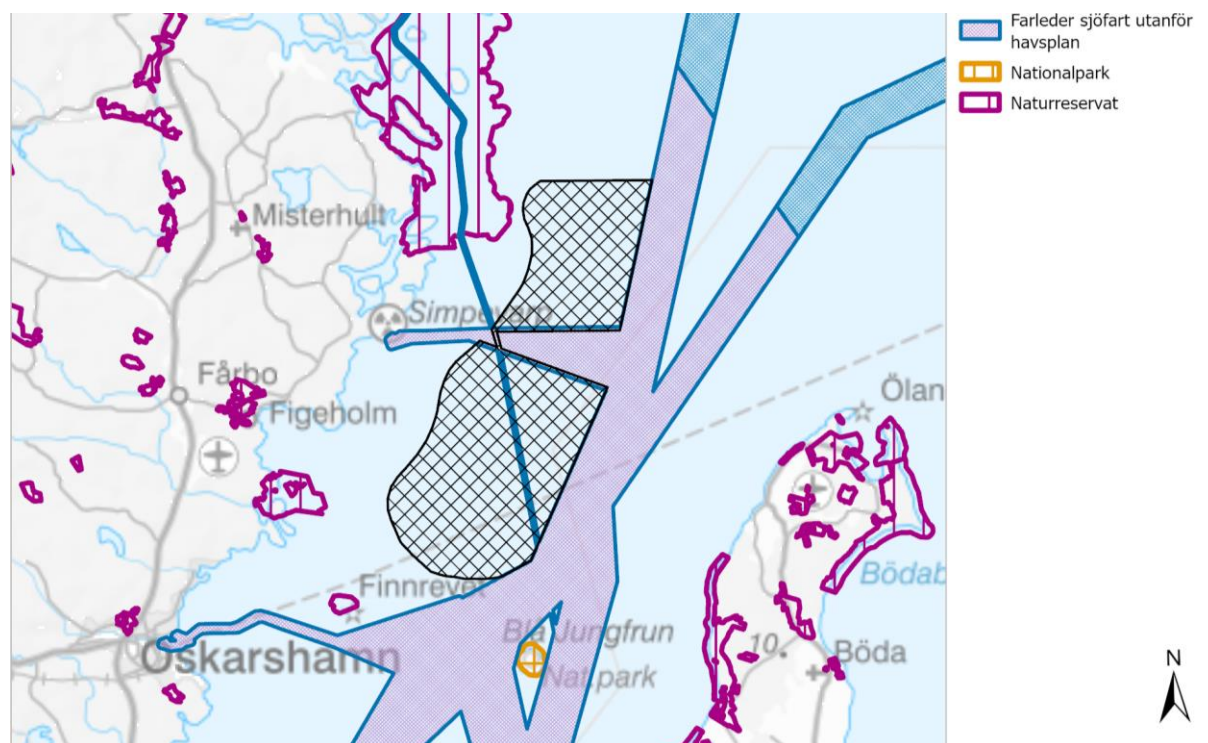 Farleder sjöfart utanför
havsplan
Nationalpark
Naturreservat
Misterhult
Simpevarp
Fårbo
Figeholm
Ölan
Bödab
Finnrevet
Blå Jungfrun
Nat.park
Oskarshamn
10.
Böda
N